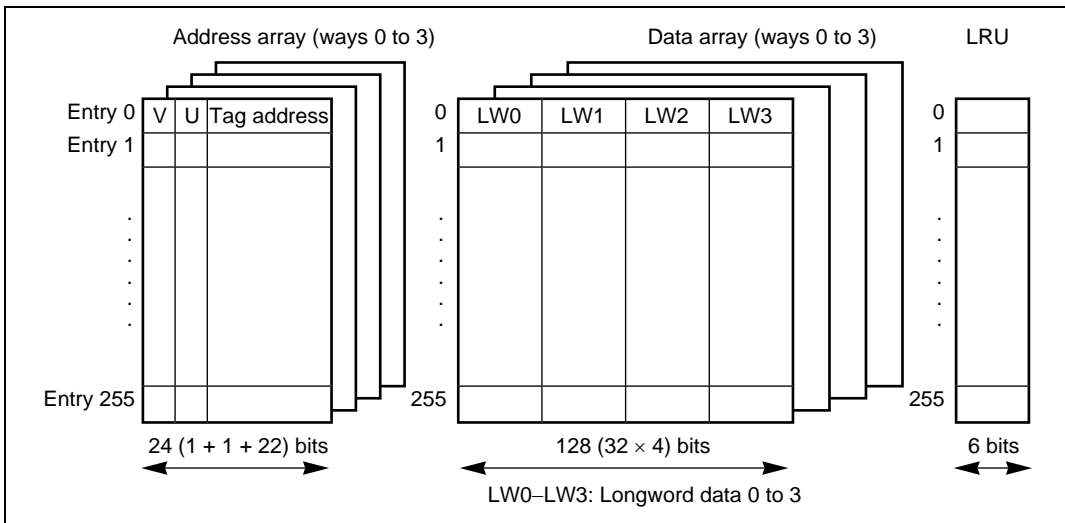 Address array (ways 0 to 3) Data array (ways 0 to 3) LRU
Entry 0 V U Tag address 0 LW0 LW1 LW2 LW3 0
Entry 1 1 1
Entry 255 255 255
24 (1 + 1 + 22) bits 128 (32 × 4) bits 6 bits
LW0–LW3: Longword data 0 to 3